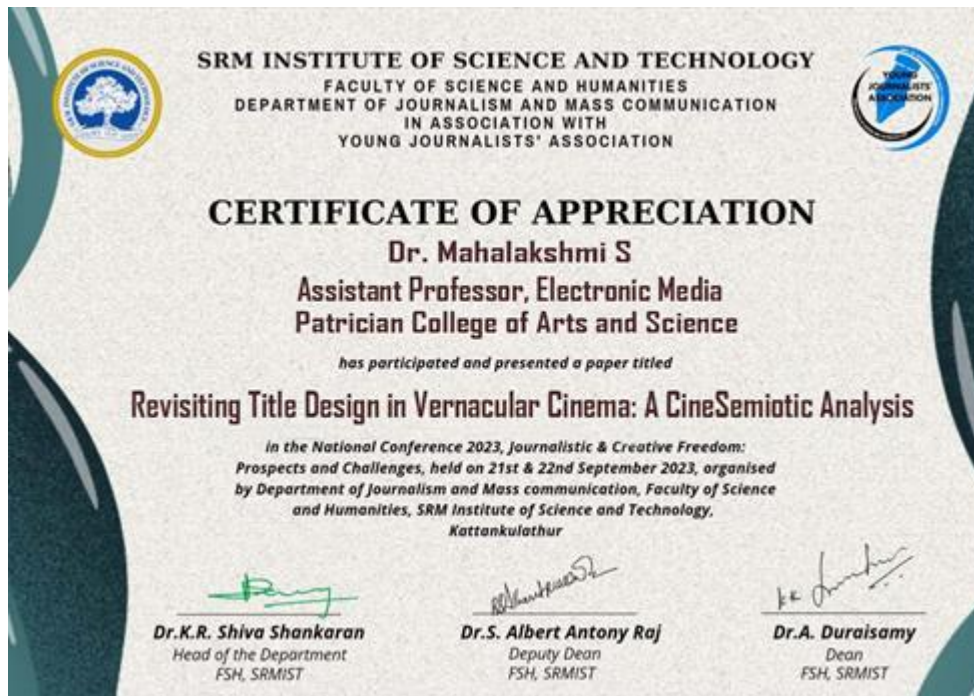 SRM INSTITUTE OF SCIENCE AND TECHNOLOGY
FACULTY OF SCIENCE AND HUMANITIES
DEPARTMENT OF JOURNALISM AND MASS COMMUNICATION
IN ASSOCIATION WITH
YOUNG JOURNALISTS' ASSOCIATION
YOUNG
JOURNALISTS'
ASSOCIATION
CERTIFICATE OF APPRECIATION
Dr. Mahalakshmi S
Assistant Professor, Electronic Media
Patrician College of Arts and Science
has participated and presented a paper titled
Revisiting Title Design in Vernacular Cinema: A CineSemiotic Analysis
in the National Conference 2023, Journalistic & Creative Freedom:
Prospects and Challenges, held on 21st & 22nd September 2023, organised
by Department of Journalism and Mass communication, Faculty of Science
and Humanities, SRM Institute of Science and Technology,
Kattankulathur
Dr.K.R. Shiva Shankaran
Head of the Department
FSH, SRMIST
Dr.S. Albert Antony Raj
Deputy Dean
FSH, SRMIST
Dr.A. Duraisamy
Dean
FSH, SRMIST